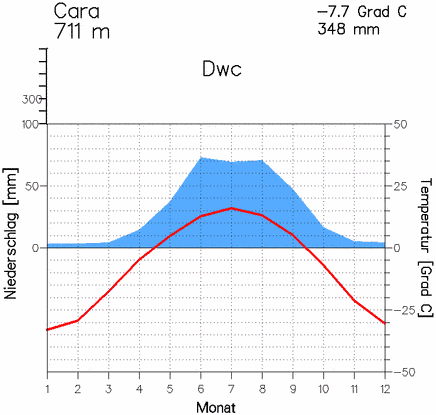 Cara
711 m
−7.7 Grad C
348 mm
Dwc
300
100
50
0
50
25
0
−25
−50
Niederschlag [mm]
Temperatur [Grad C]
1 2 3 4 5 6 7 8 9 10 11 12
Monat